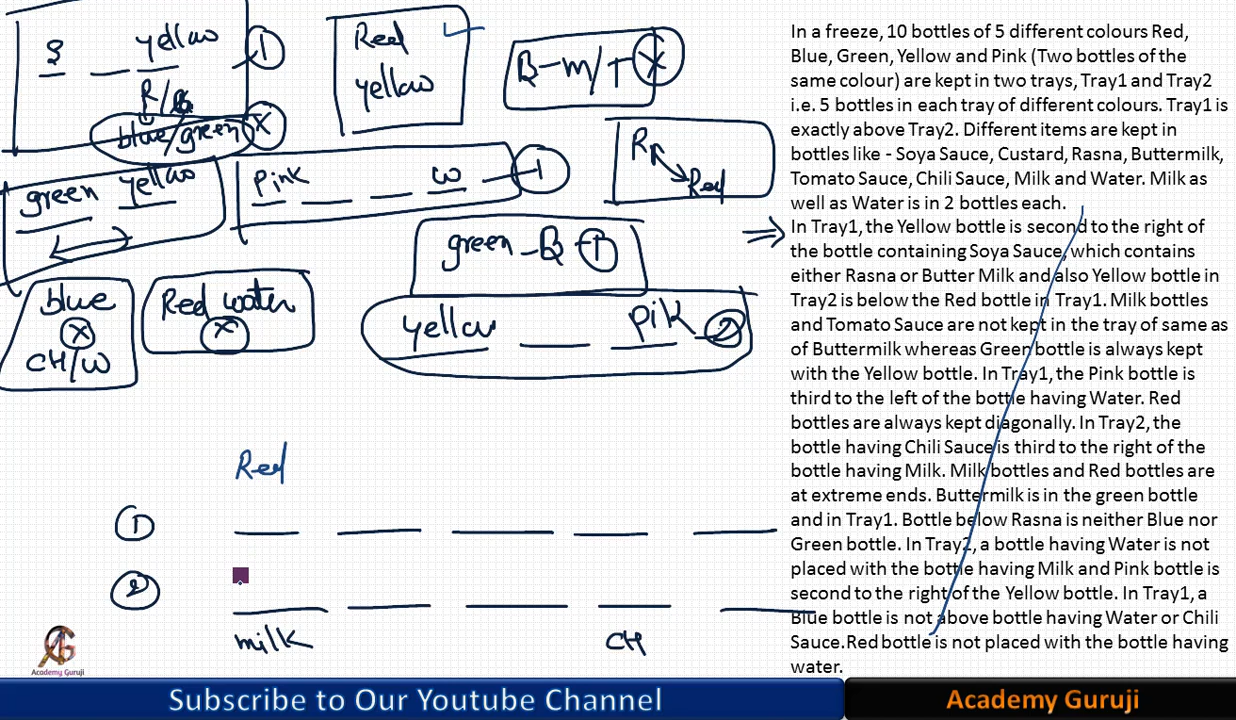 S _ yellow _ 1
R/B
blue/green X
Red
yellow
B-m/T X
R
Red
green yellow
Pink _ _ w - 1
green - B 1
blue
X
CH/W
Red water
X
yellow _ pik - 2
Red
1
2
milk CH
In a freeze, 10 bottles of 5 different colours Red,
Blue, Green, Yellow and Pink (Two bottles of the
same colour) are kept in two trays, Tray1 and Tray2
i.e. 5 bottles in each tray of different colours. Tray1 is
exactly above Tray2. Different items are kept in
bottles like - Soya Sauce, Custard, Rasna, Buttermilk,
Tomato Sauce, Chili Sauce, Milk and Water. Milk as
well as Water is in 2 bottles each.
In Tray1, the Yellow bottle is second to the right of
the bottle containing Soya Sauce, which contains
either Rasna or Butter Milk and also Yellow bottle in
Tray2 is below the Red bottle in Tray1. Milk bottles
and Tomato Sauce are not kept in the tray of same as
of Buttermilk whereas Green bottle is always kept
with the Yellow bottle. In Tray1, the Pink bottle is
third to the left of the bottle having Water. Red
bottles are always kept diagonally. In Tray2, the
bottle having Chili Sauce is third to the right of the
bottle having Milk. Milk bottles and Red bottles are
at extreme ends. Buttermilk is in the green bottle
and in Tray1. Bottle below Rasna is neither Blue nor
Green bottle. In Tray2, a bottle having Water is not
placed with the bottle having Milk and Pink bottle is
second to the right of the Yellow bottle. In Tray1, a
Blue bottle is not above bottle having Water or Chili
Sauce.Red bottle is not placed with the bottle having
water.
Academy Guruji
Subscribe to Our Youtube Channel
Academy Guruji